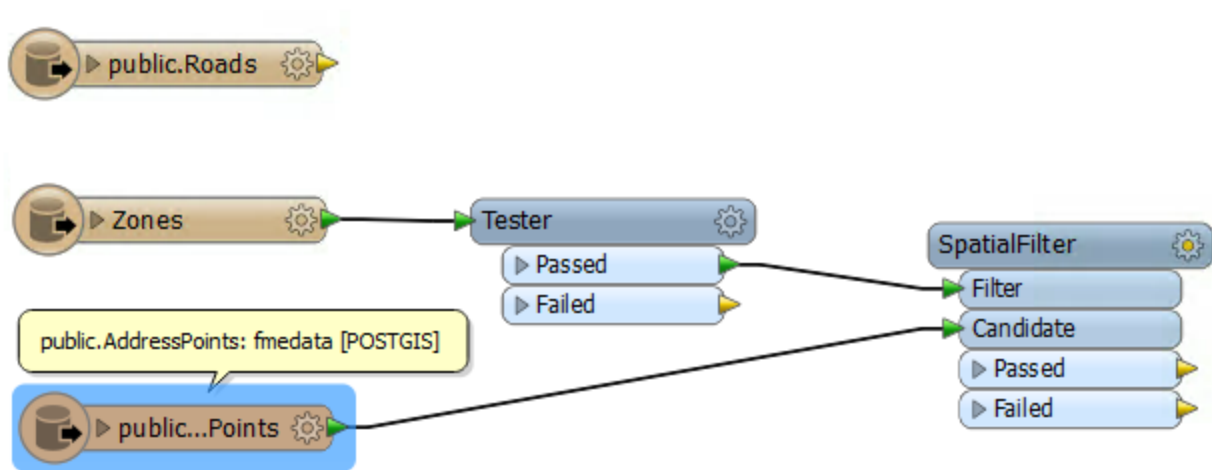 public.Roads
Zones
Tester
Passed
Failed
SpatialFilter
Filter
Candidate
Passed
Failed
public.AddressPoints: fmedata [POSTGIS]
public...Points